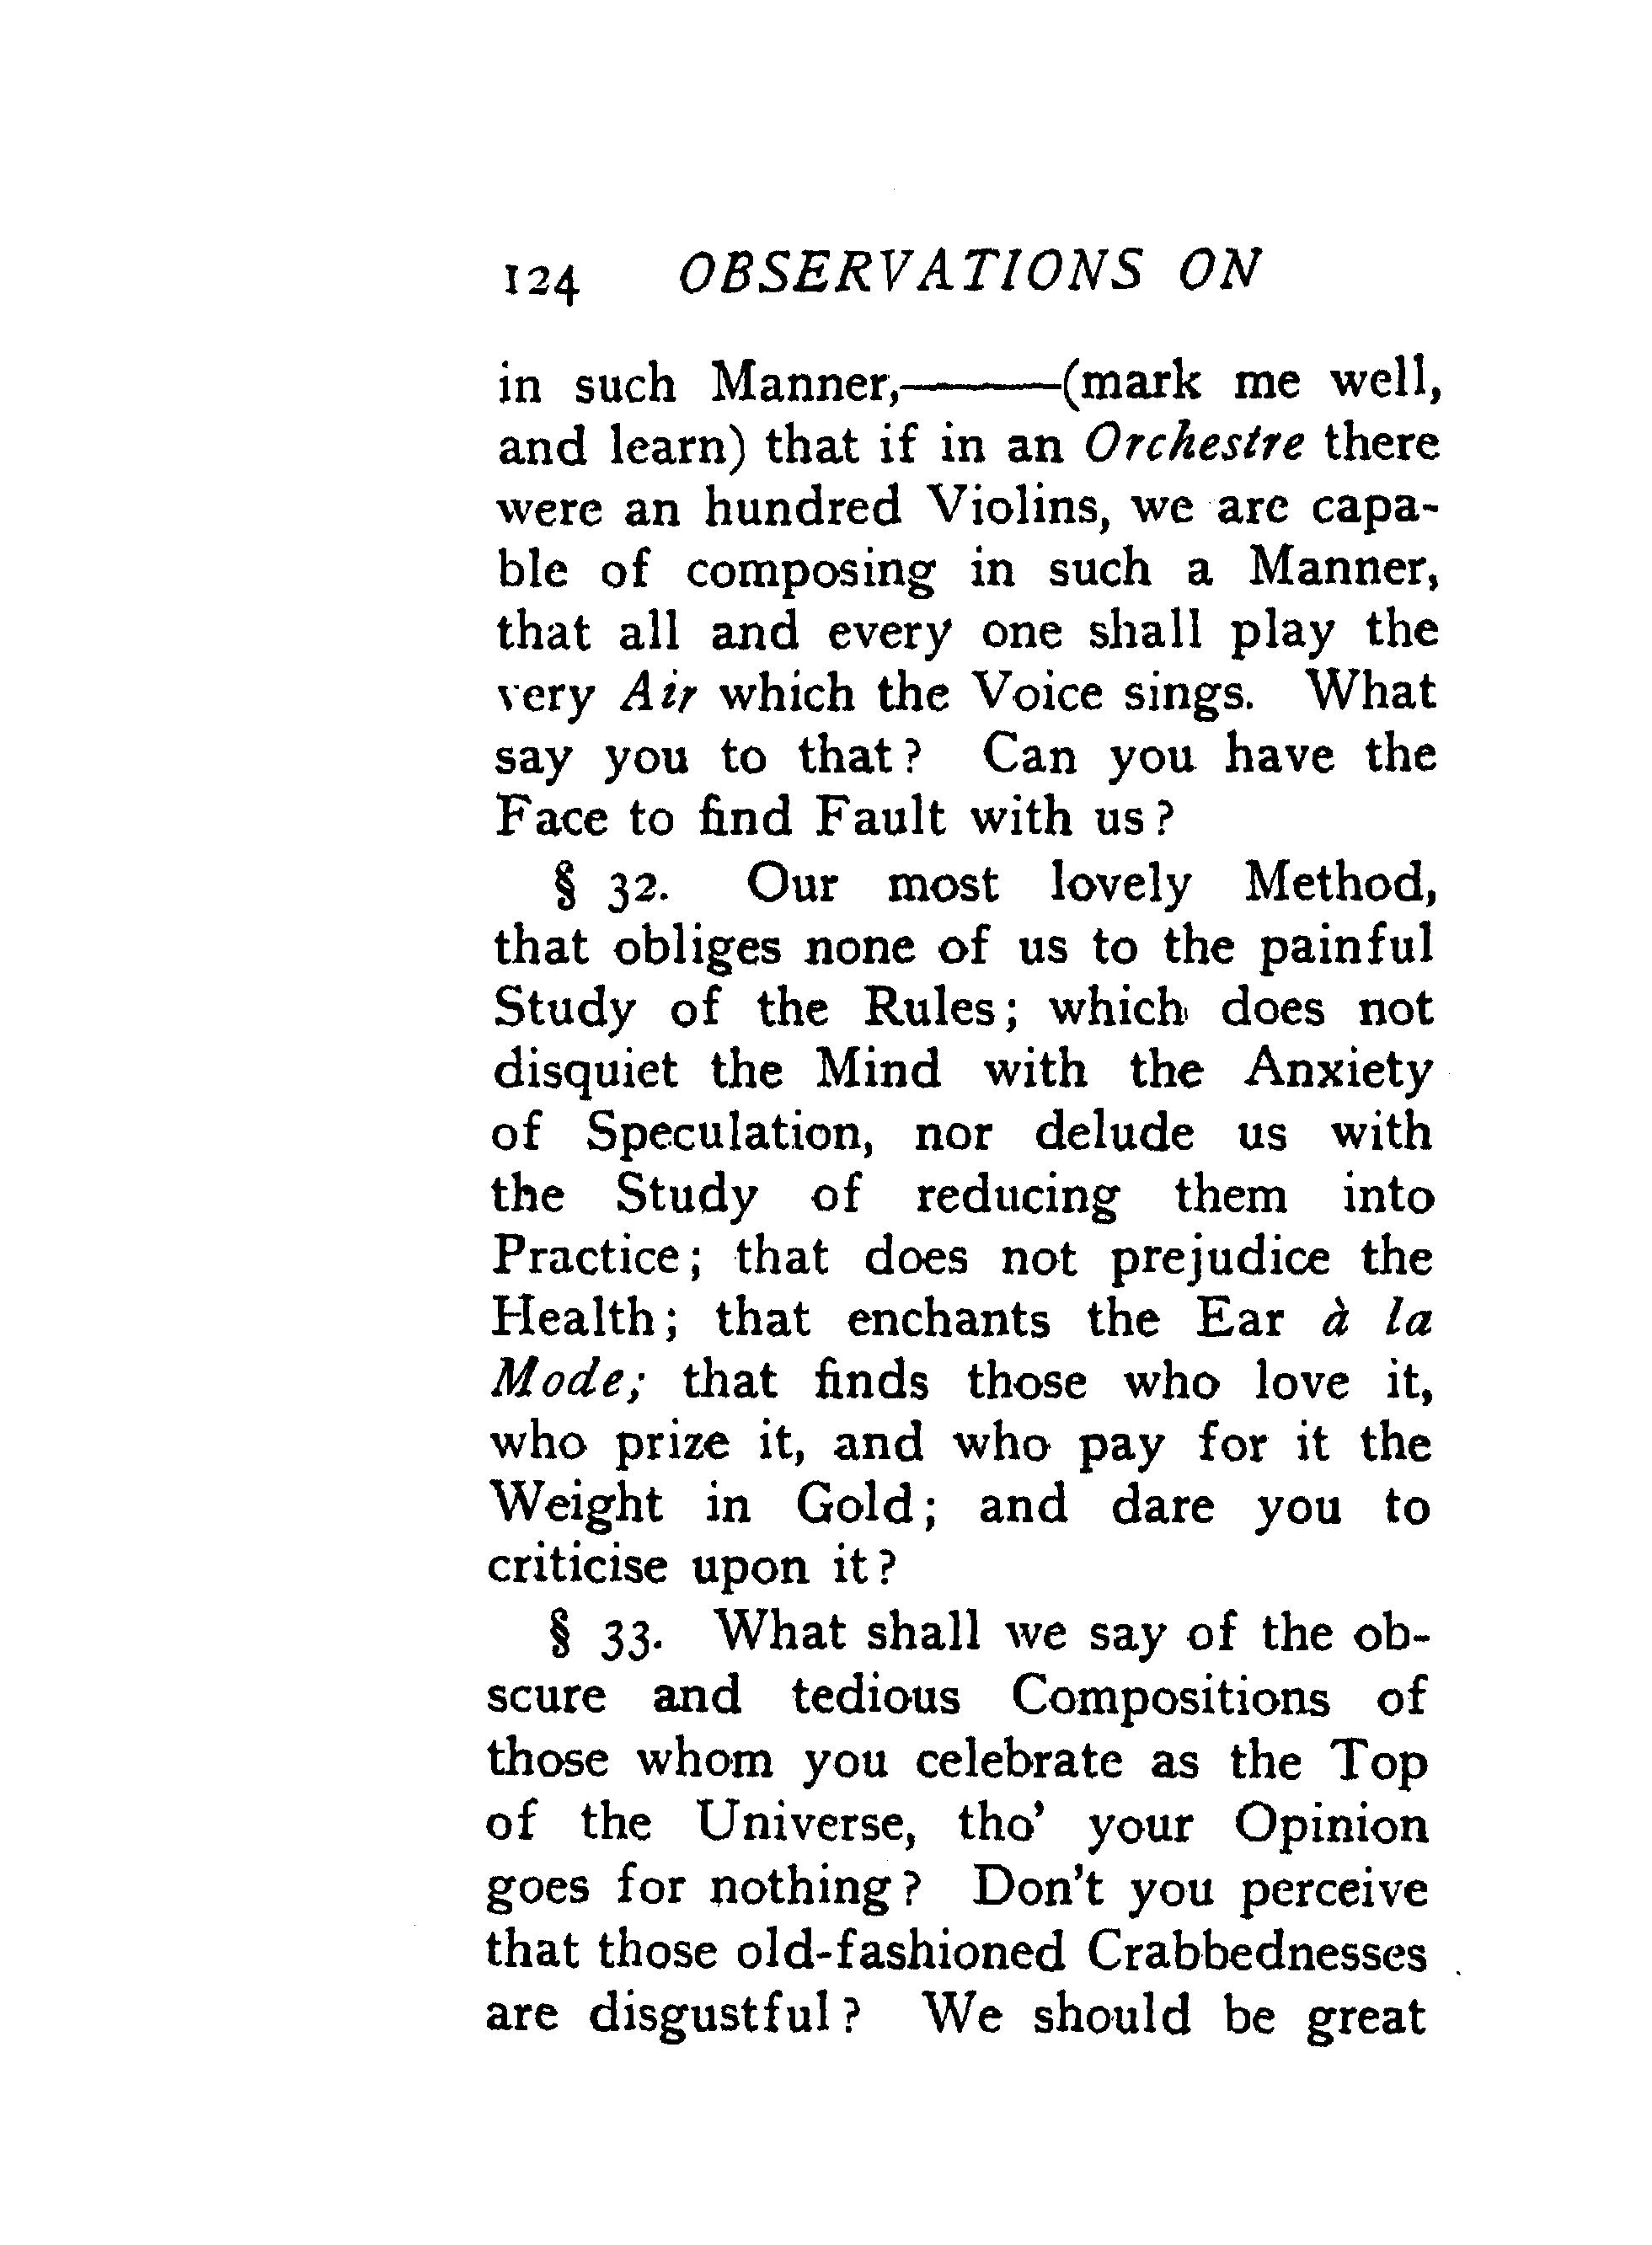 124 OBSERVATIONS ON
in such Manner,———(mark me well,
and learn) that if in an Orchestre there
were an hundred Violins, we are capa-
ble of composing in such a Manner,
that all and every one shall play the
very Air which the Voice sings. What
say you to that? Can you have the
Face to find Fault with us?
§ 32. Our most lovely Method,
that obliges none of us to the painful
Study of the Rules; which does not
disquiet the Mind with the Anxiety
of Speculation, nor delude us with
the Study of reducing them into
Practice; that does not prejudice the
Health; that enchants the Ear à la
Mode; that finds those who love it,
who prize it, and who pay for it the
Weight in Gold; and dare you to
criticise upon it?
§ 33. What shall we say of the ob-
scure and tedious Compositions of
those whom you celebrate as the Top
of the Universe, tho' your Opinion
goes for nothing? Don't you perceive
that those old-fashioned Crabbednesses
are disgustful? We should be great